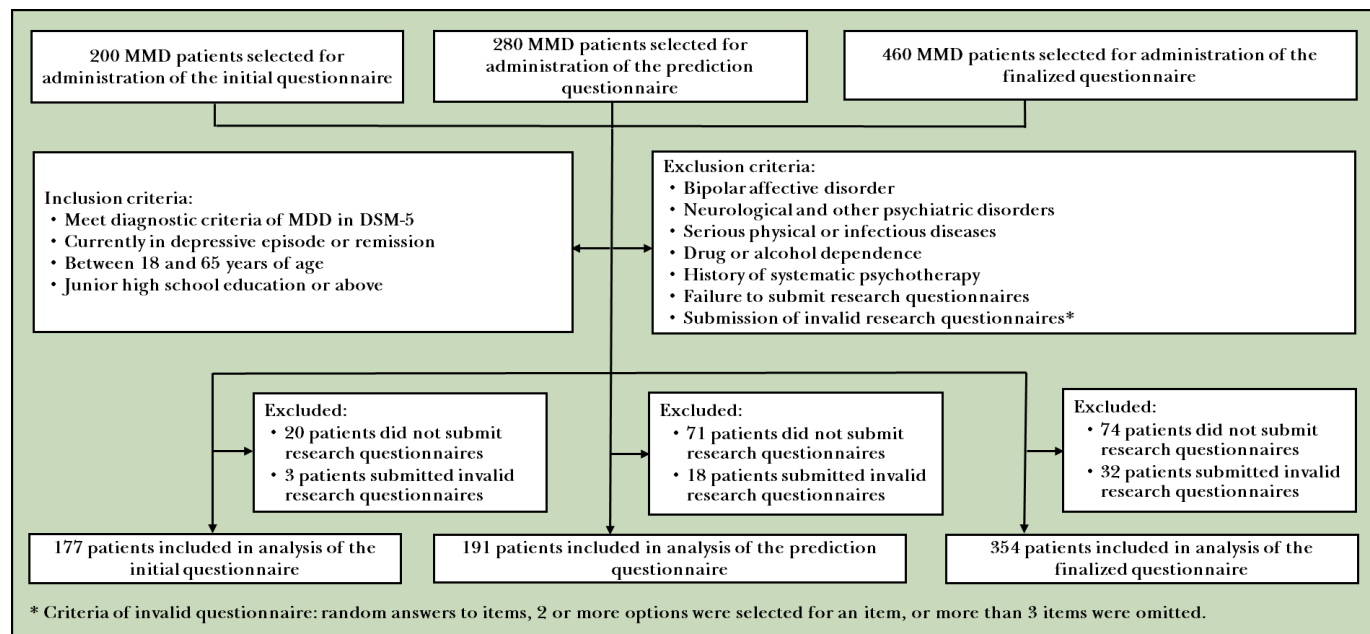 200 MMD patients selected for
administration of the initial questionnaire
280 MMD patients selected for
administration of the prediction
questionnaire
460 MMD patients selected for administration of the
finalized questionnaire
Inclusion criteria:
• Meet diagnostic criteria of MDD in DSM-5
• Currently in depressive episode or remission
• Between 18 and 65 years of age
• Junior high school education or above
Exclusion criteria:
• Bipolar affective disorder
• Neurological and other psychiatric disorders
• Serious physical or infectious diseases
• Drug or alcohol dependence
• History of systematic psychotherapy
• Failure to submit research questionnaires
• Submission of invalid research questionnaires*
Excluded:
• 20 patients did not submit
research questionnaires
• 3 patients submitted invalid
research questionnaires
Excluded:
• 71 patients did not submit
research questionnaires
• 18 patients submitted invalid
research questionnaires
Excluded:
• 74 patients did not submit
research questionnaires
• 32 patients submitted invalid
research questionnaires
177 patients included in analysis of the
initial questionnaire
191 patients included in analysis of the prediction
questionnaire
354 patients included in analysis of the
finalized questionnaire
* Criteria of invalid questionnaire: random answers to items, 2 or more options were selected for an item, or more than 3 items were omitted.